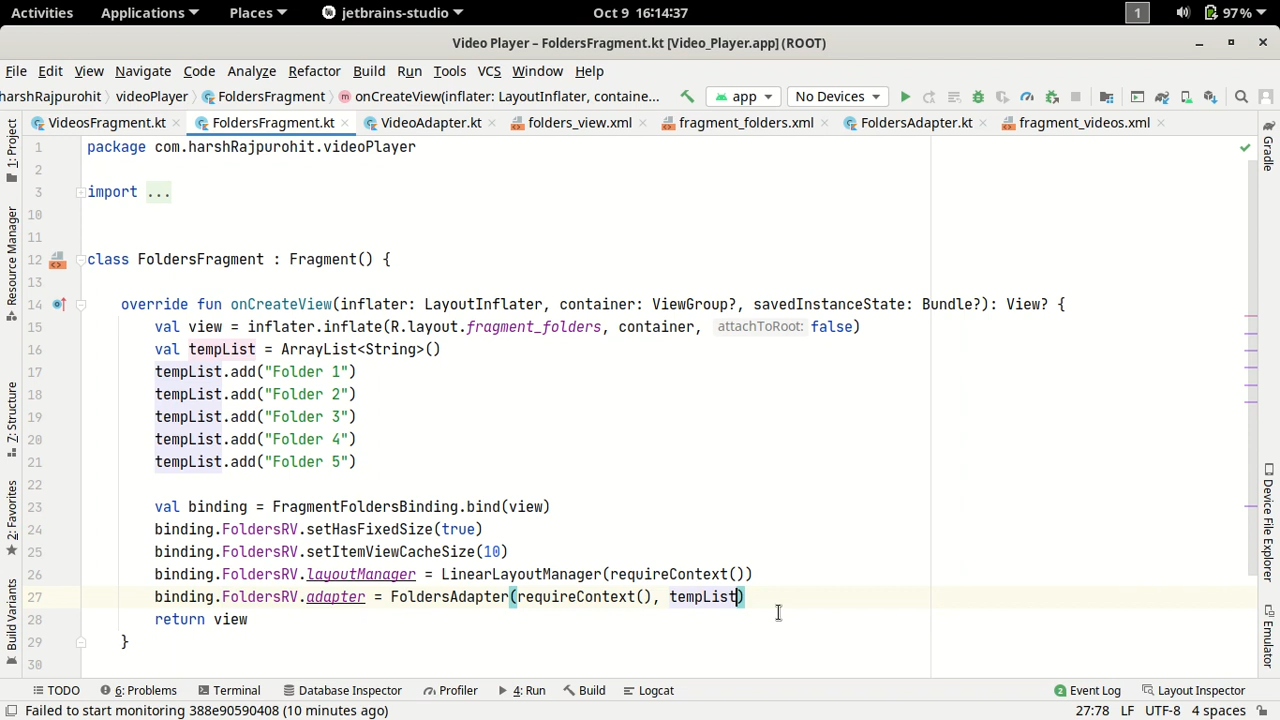 Activities Applications Places jetbrains-studio Oct 9 16:14:37 1 97%
Video Player – FoldersFragment.kt [Video_Player.app] (ROOT)
File Edit View Navigate Code Analyze Refactor Build Run Tools VCS Window Help
harshRajpurohit videoPlayer FoldersFragment m onCreateView(inflater: LayoutInflater, containe... app No Devices
VideosFragment.kt FoldersFragment.kt VideoAdapter.kt folders_view.xml fragment_folders.xml FoldersAdapter.kt fragment_videos.xml
1 package com.harshRajpurohit.videoPlayer
2
3 import ...
10
11
12 class FoldersFragment : Fragment() {
13
14 override fun onCreateView(inflater: LayoutInflater, container: ViewGroup?, savedInstanceState: Bundle?): View? {
15 val view = inflater.inflate(R.layout.fragment_folders, container, attachToRoot: false)
16 val tempList = ArrayList<String>()
17 tempList.add("Folder 1")
18 tempList.add("Folder 2")
19 tempList.add("Folder 3")
20 tempList.add("Folder 4")
21 tempList.add("Folder 5")
22
23 val binding = FragmentFoldersBinding.bind(view)
24 binding.FoldersRV.setHasFixedSize(true)
25 binding.FoldersRV.setItemViewCacheSize(10)
26 binding.FoldersRV.layoutManager = LinearLayoutManager(requireContext())
27 binding.FoldersRV.adapter = FoldersAdapter(requireContext(), tempList)
28 return view
29 }
30
1: Project
Resource Manager
7: Structure
2: Favorites
Build Variants
Gradle
Device File Explorer
Emulator
TODO 6: Problems Terminal Database Inspector Profiler 4: Run Build Logcat 2 Event Log Layout Inspector
Failed to start monitoring 388e90590408 (10 minutes ago) 27:78 LF UTF-8 4 spaces